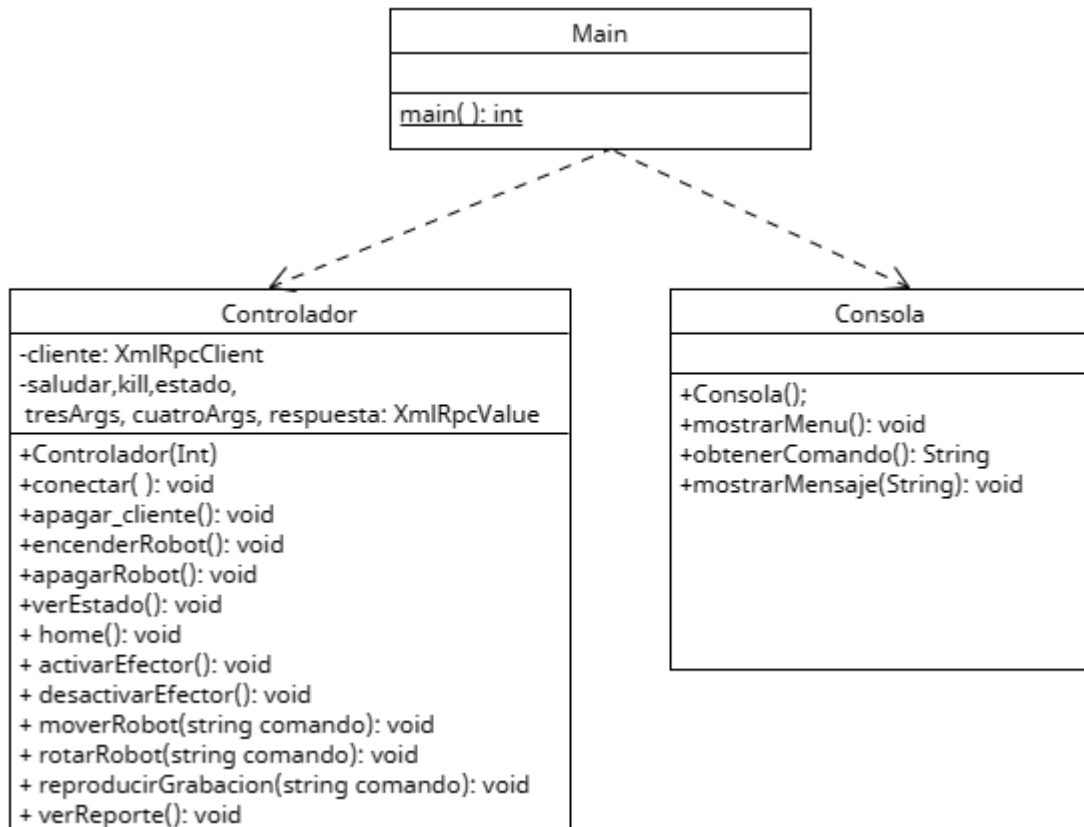 Main
main( ): int
Controlador
-cliente: XmlRpcClient
-saludar,kill,estado,
tresArgs, cuatroArgs, respuesta: XmlRpcValue
+Controlador(Int)
+conectar( ): void
+apagar_cliente(): void
+encenderRobot(): void
+apagarRobot(): void
+verEstado(): void
+ home(): void
+ activarEfector(): void
+ desactivarEfector(): void
+ moverRobot(string comando): void
+ rotarRobot(string comando): void
+ reproducirGrabacion(string comando): void
+ verReporte(): void
Consola
+Consola();
+mostrarMenu(): void
+obtenerComando(): String
+mostrarMensaje(String): void